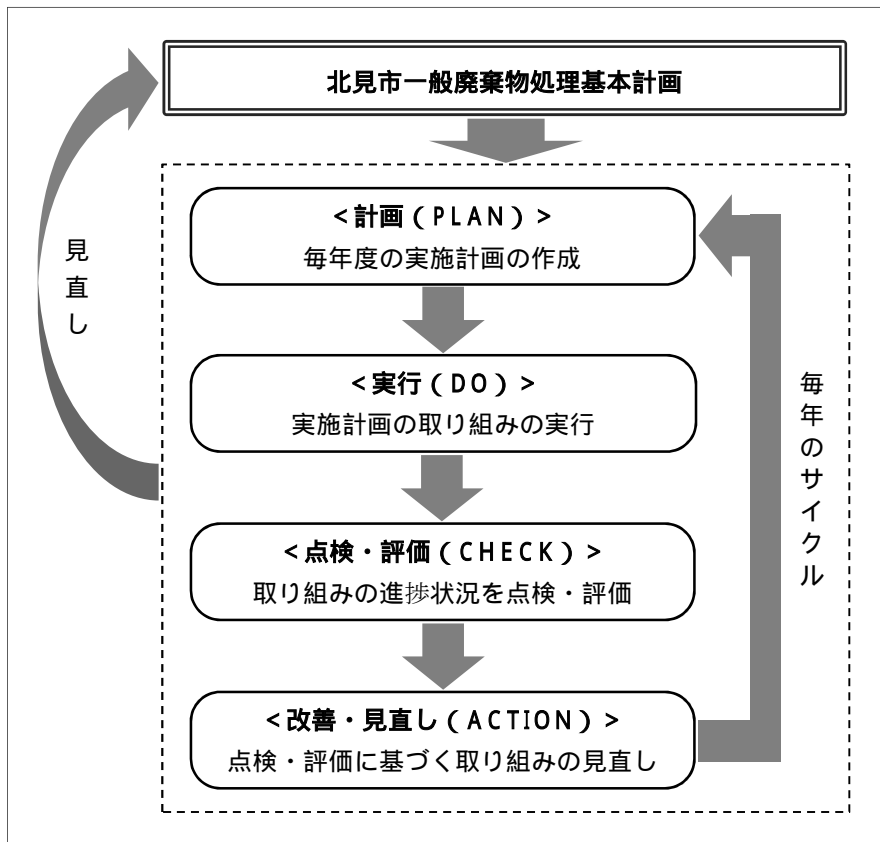 北見市一般廃棄物処理基本計画
＜計画（ＰＬＡＮ）＞
毎年度の実施計画の作成
見直し
＜実行（ＤＯ）＞
実施計画の取り組みの実行
毎年のサイクル
＜点検・評価（ＣＨＥＣＫ）＞
取り組みの進捗状況を点検・評価
＜改善・見直し（ＡＣＴＩＯＮ）＞
点検・評価に基づく取り組みの見直し